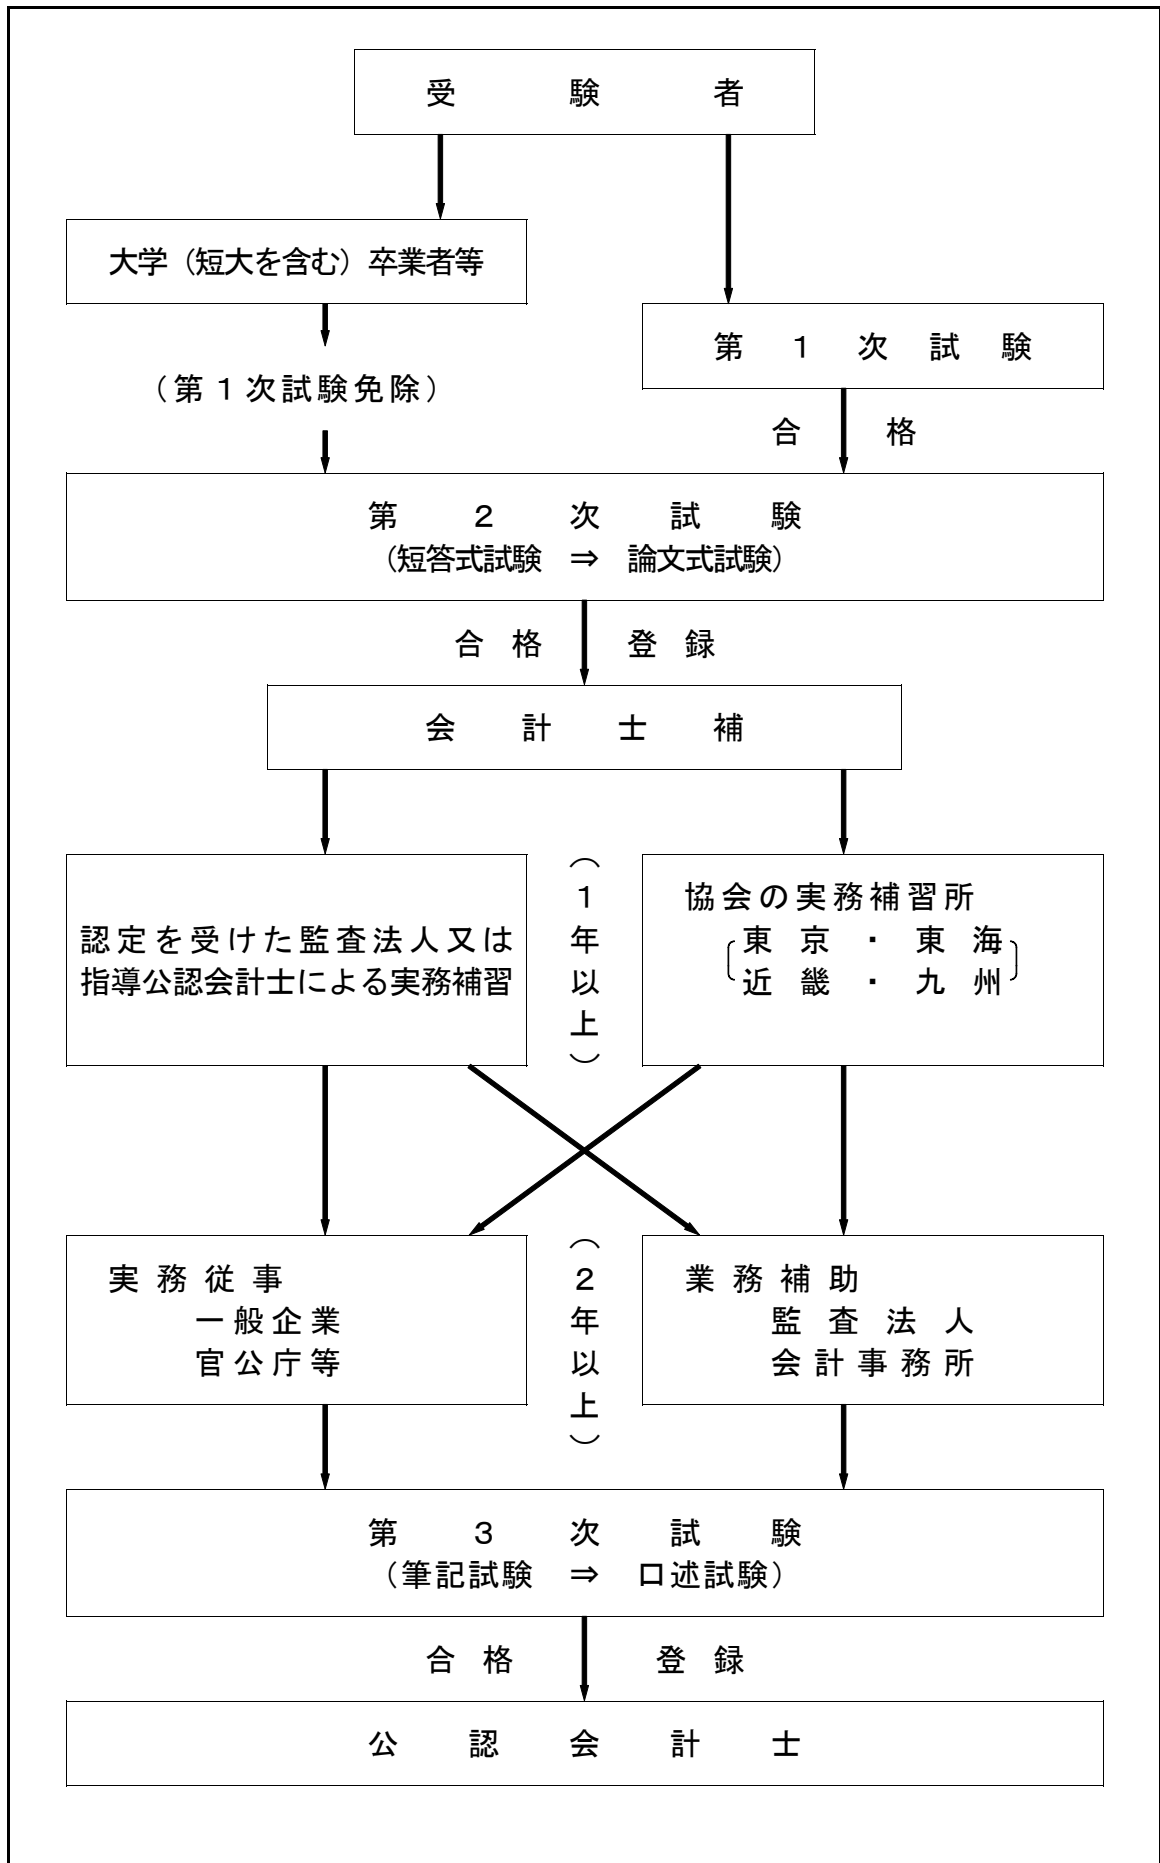 受験者
大学（短大を含む）卒業者等
第１次試験
（第１次試験免除）
合格
第２次試験
（短答式試験 ⇒ 論文式試験）
合格 登録
会計士補
認定を受けた監査法人又は
指導公認会計士による実務補習
（１年以上）
協会の実務補習所
東京・東海
近畿・九州
実務従事
一般企業
官公庁等
（２年以上）
業務補助
監査法人
会計事務所
第３次試験
（筆記試験 ⇒ 口述試験）
合格 登録
公認会計士